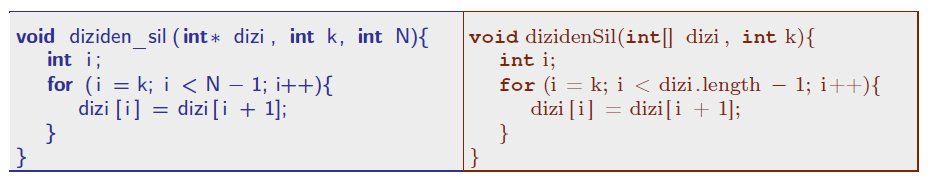 void diziden_sil(int* dizi, int k, int N){
int i;
for (i = k; i < N − 1; i++){
dizi[i] = dizi[i + 1];
}
}
void dizidenSil(int[] dizi, int k){
int i;
for (i = k; i < dizi.length − 1; i++){
dizi[i] = dizi[i + 1];
}
}